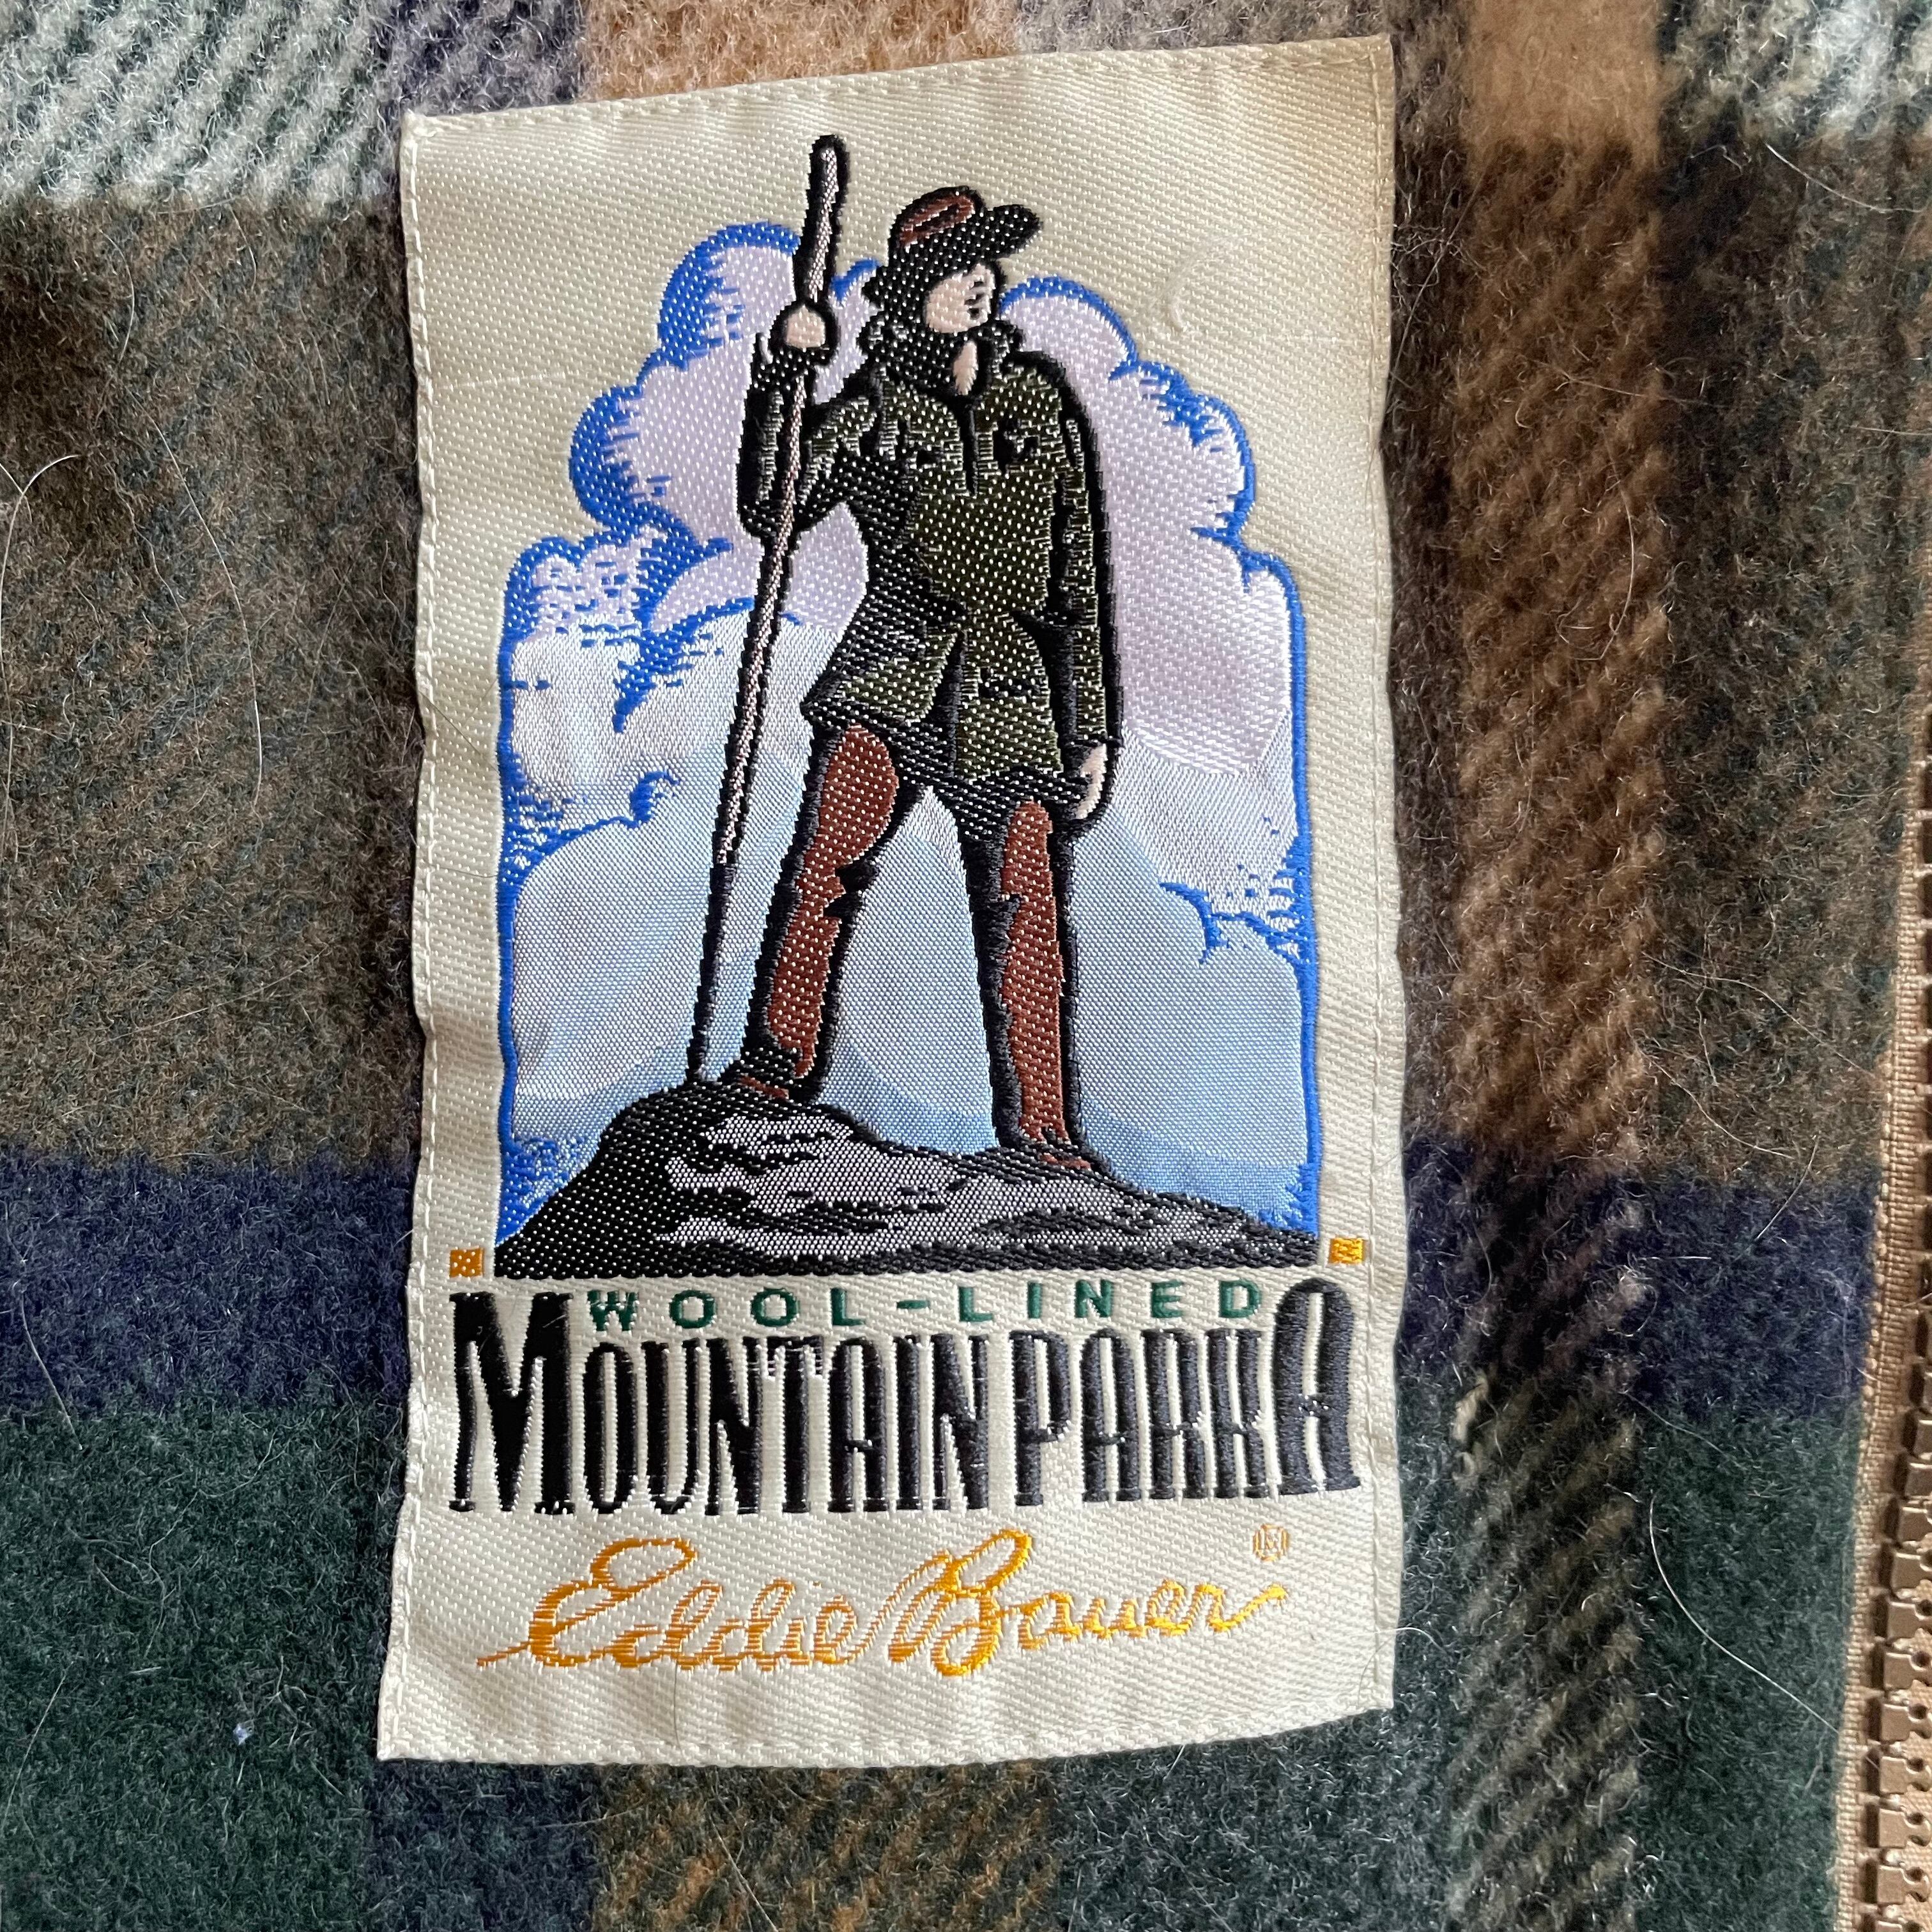 WOOL-LINED
MOUNTAIN PARKA
Eddie Bauer ®